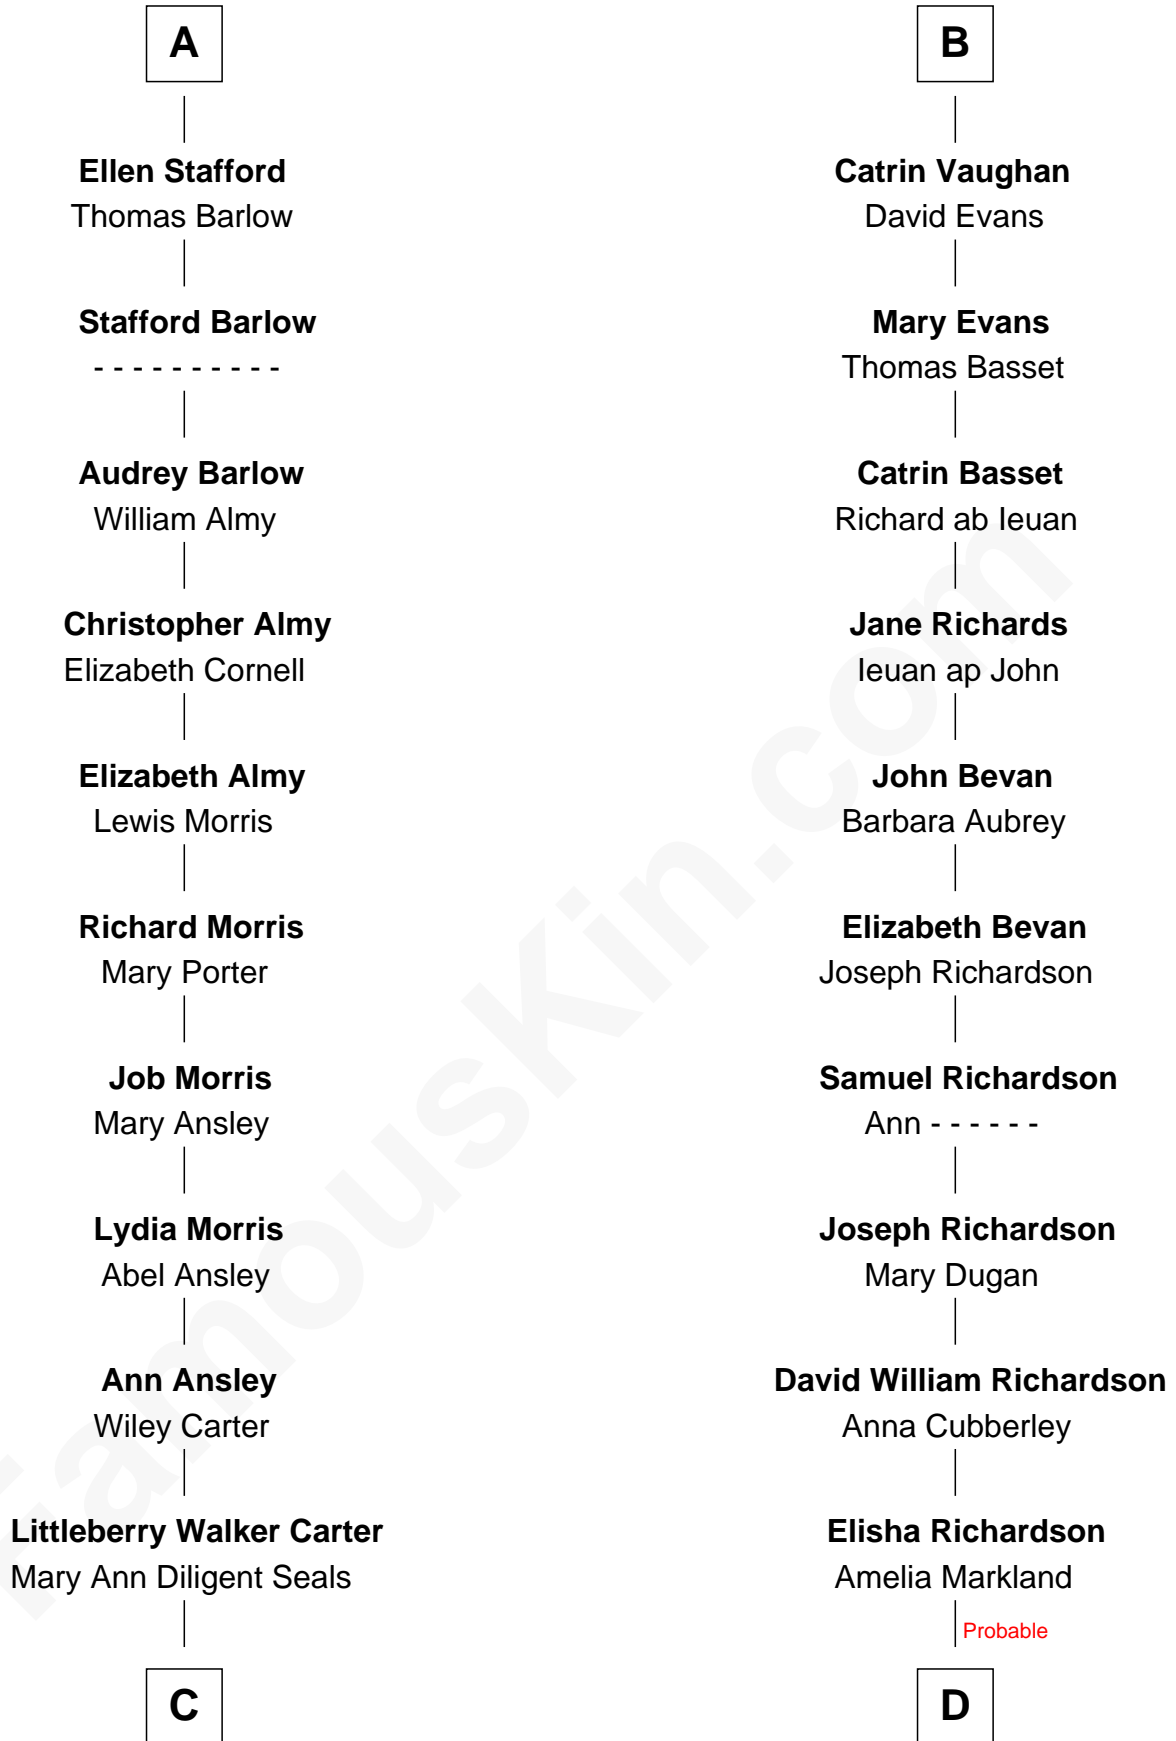 A
Ellen Stafford
Thomas Barlow
Stafford Barlow
- - - - - - - - - -
Audrey Barlow
William Almy
Christopher Almy
Elizabeth Cornell
Elizabeth Almy
Lewis Morris
Richard Morris
Mary Porter
Job Morris
Mary Ansley
Lydia Morris
Abel Ansley
Ann Ansley
Wiley Carter
Littleberry Walker Carter
Mary Ann Diligent Seals
C
B
Catrin Vaughan
David Evans
Mary Evans
Thomas Basset
Catrin Basset
Richard ab Ieuan
Jane Richards
Ieuan ap John
John Bevan
Barbara Aubrey
Elizabeth Bevan
Joseph Richardson
Samuel Richardson
Ann - - - - - -
Joseph Richardson
Mary Dugan
David William Richardson
Anna Cubberley
Elisha Richardson
Amelia Markland
Probable
D
FamousKin.com